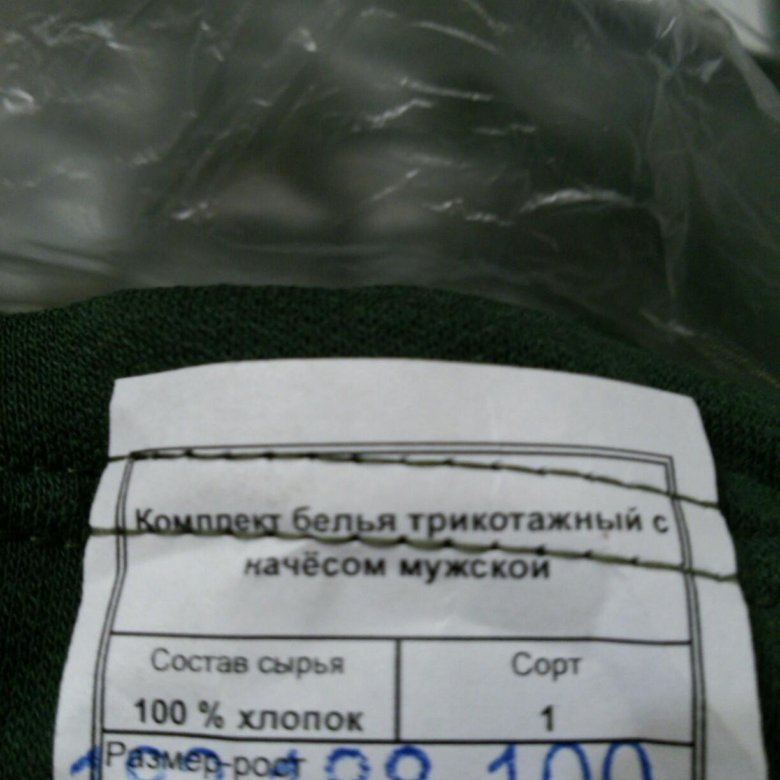 Комплект белья трикотажный с
начёсом мужской
Состав сырья
Сорт
100 % хлопок
1
Размер-рост